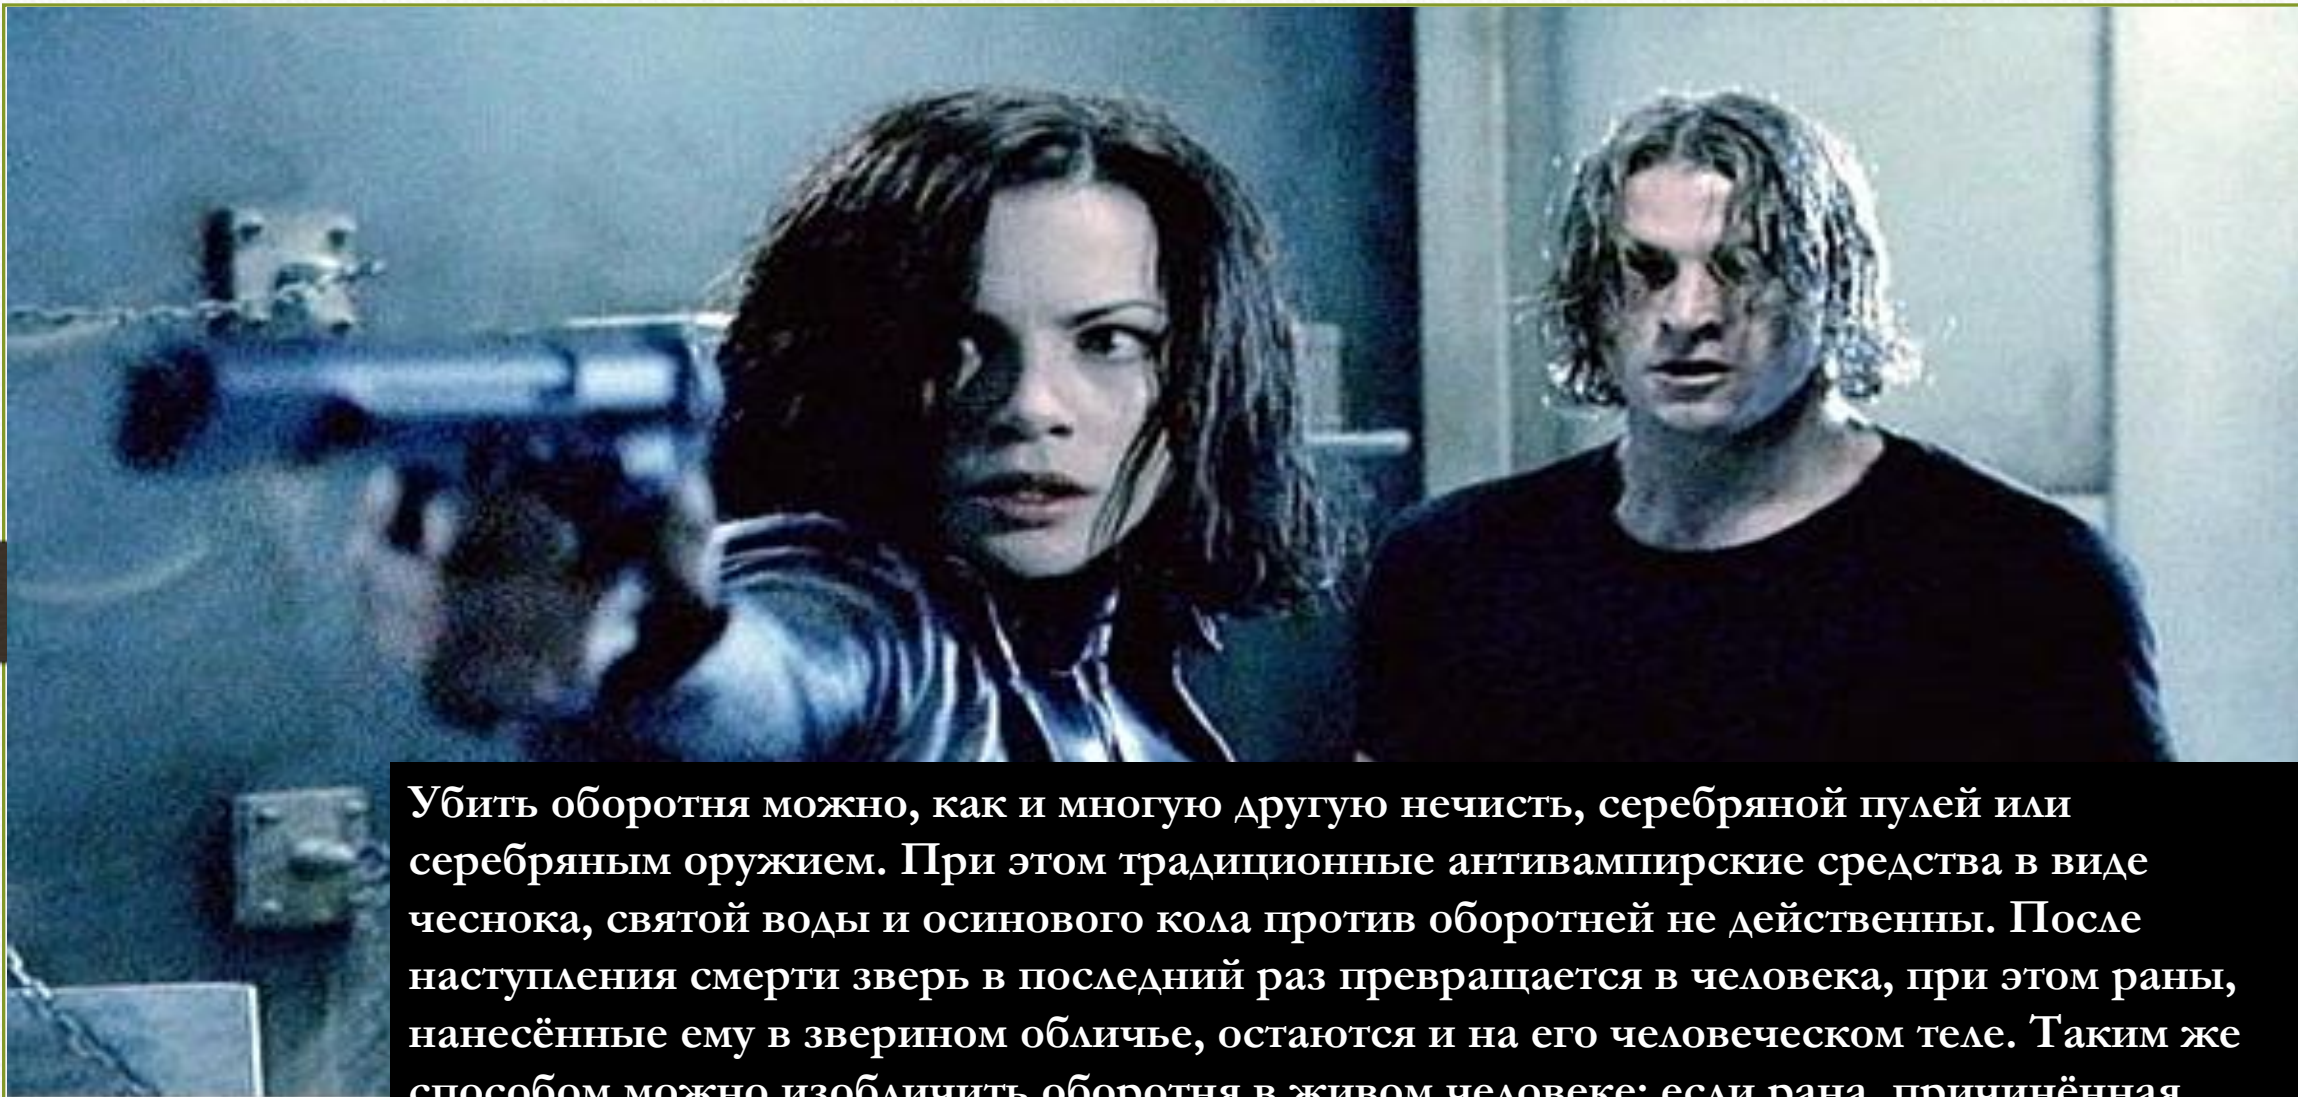 Убить оборотня можно, как и многую другую нечисть, серебряной пулей или
серебряным оружием. При этом традиционные антивампирские средства в виде
чеснока, святой воды и осинового кола против оборотней не действенны. После
наступления смерти зверь в последний раз превращается в человека, при этом раны,
нанесённые ему в зверином обличье, остаются и на его человеческом теле. Таким же
способом можно изобличить оборотня в живом человеке: если рана, причинённая